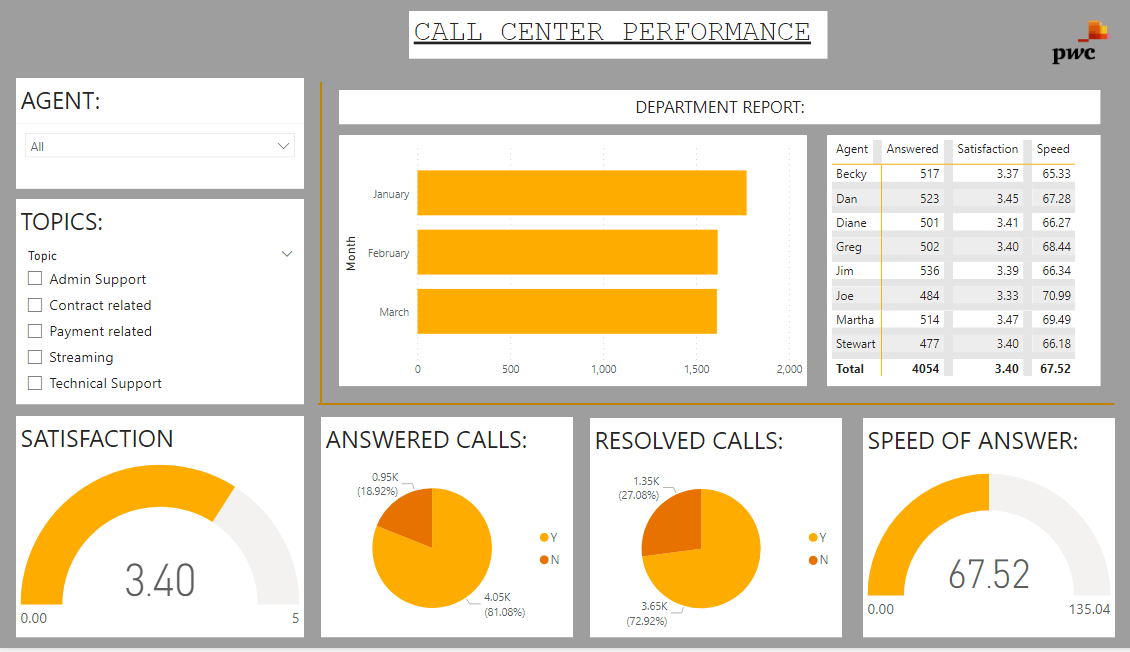 CALL CENTER PERFORMANCE
pwc
AGENT:
All
TOPICS:
Topic
Admin Support
Contract related
Payment related
Streaming
Technical Support
DEPARTMENT REPORT:
Month
January
February
March
0 500 1,000 1,500 2,000
Agent Answered Satisfaction Speed
Becky 517 3.37 65.33
Dan 523 3.45 67.28
Diane 501 3.41 66.27
Greg 502 3.40 68.44
Jim 536 3.39 66.34
Joe 484 3.33 70.99
Martha 514 3.47 69.49
Stewart 477 3.40 66.18
Total 4054 3.40 67.52
SATISFACTION
3.40
0.00 5
ANSWERED CALLS:
0.95K
(18.92%)
Y
N
4.05K
(81.08%)
RESOLVED CALLS:
1.35K
(27.08%)
Y
N
3.65K
(72.92%)
SPEED OF ANSWER:
67.52
0.00 135.04